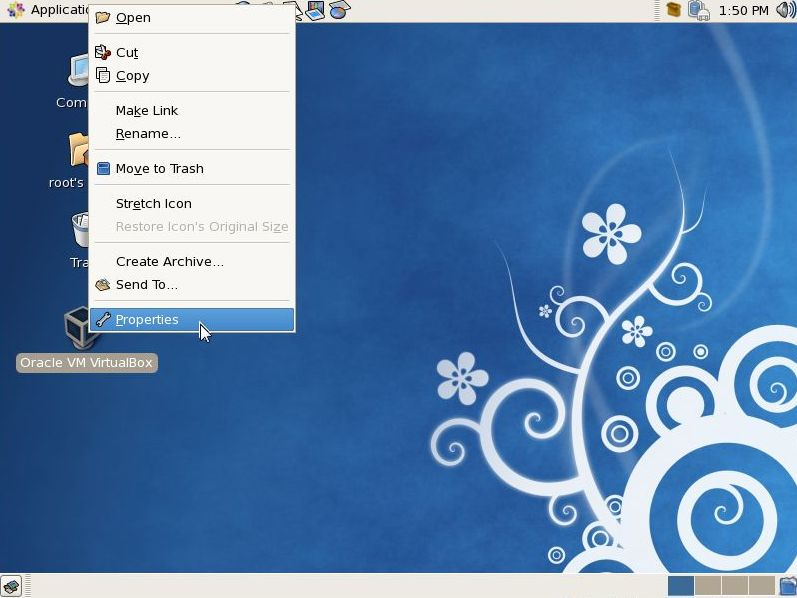 Applicatio
1:50 PM
Open
Cut
Copy
Make Link
Rename...
Move to Trash
Stretch Icon
Restore Icon's Original Size
Create Archive...
Send To...
Properties
Com
root's
Tra
Oracle VM VirtualBox